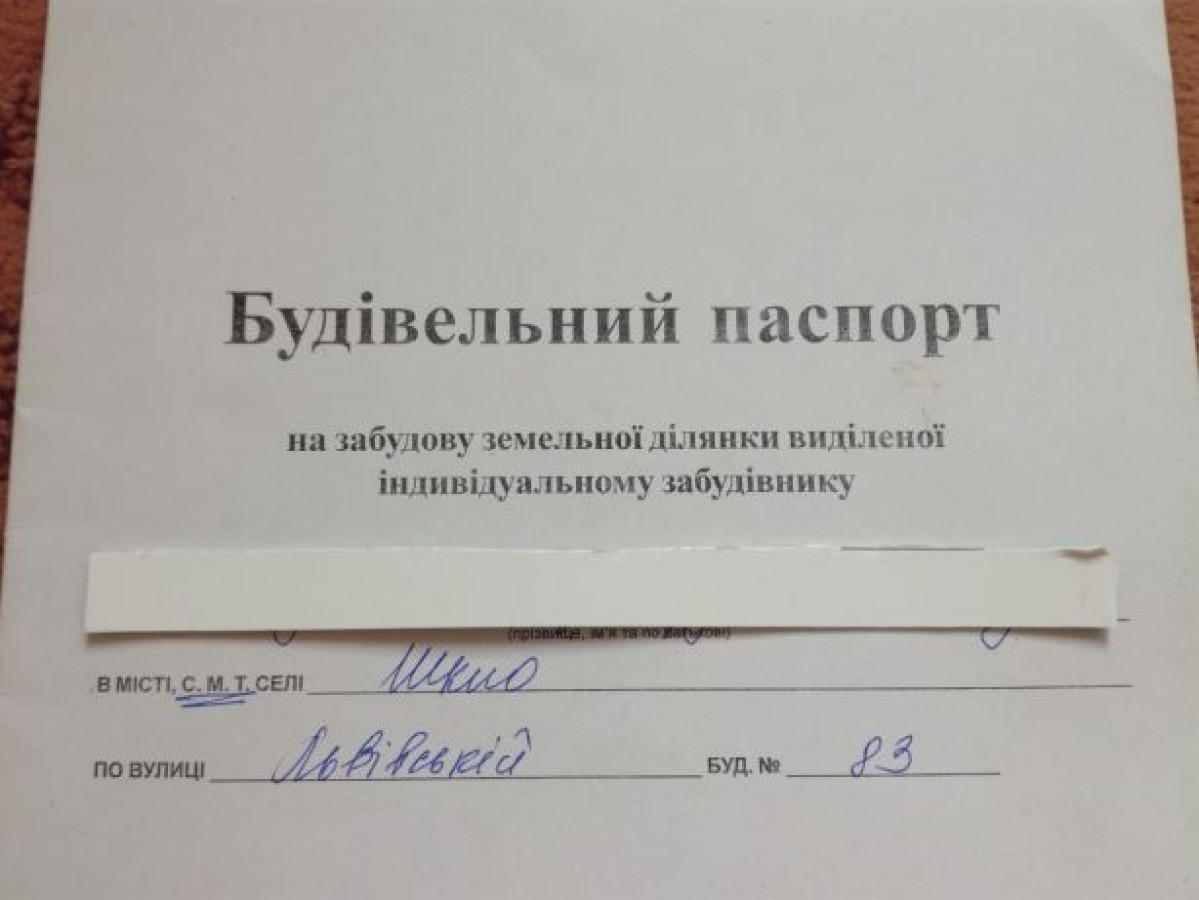 Будівельний паспорт
на забудову земельної ділянки виділеної
індивідуальному забудівнику
(прізвище, ім'я та по батькові)
В МІСТІ, С. М. Т, СЕЛІ Шкло
ПО ВУЛИЦІ Львівській БУД. № 83